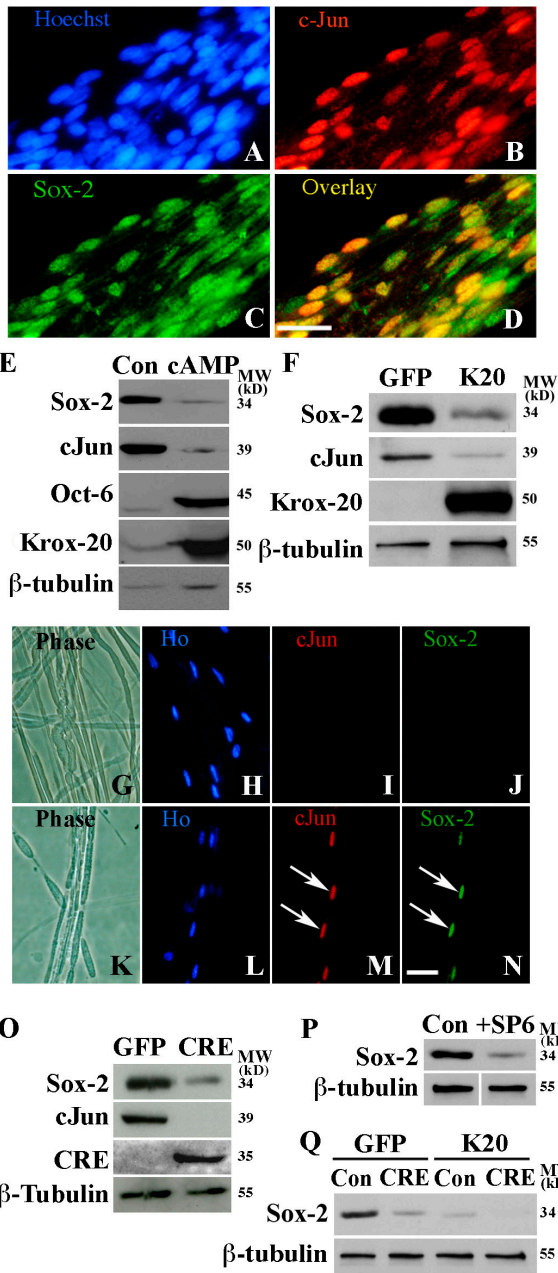 Hoechst
c-Jun
A
B
Sox-2
Overlay
C
D
E
Con cAMP
MW
(kD)
Sox-2
34
cJun
39
Oct-6
45
Krox-20
50
β-tubulin
55
F
GFP K20
MW
(kD)
Sox-2
34
cJun
39
Krox-20
50
β-tubulin
55
Phase
Ho
cJun
Sox-2
G
H
I
J
Phase
Ho
cJun
Sox-2
K
L
M
N
O
GFP CRE
MW
(kD)
Sox-2
34
cJun
39
CRE
35
β-Tubulin
55
P
Con +SP6
Sox-2
34
β-tubulin
55
Q
GFP K20
Con CRE Con CRE
Sox-2
34
β-tubulin
55